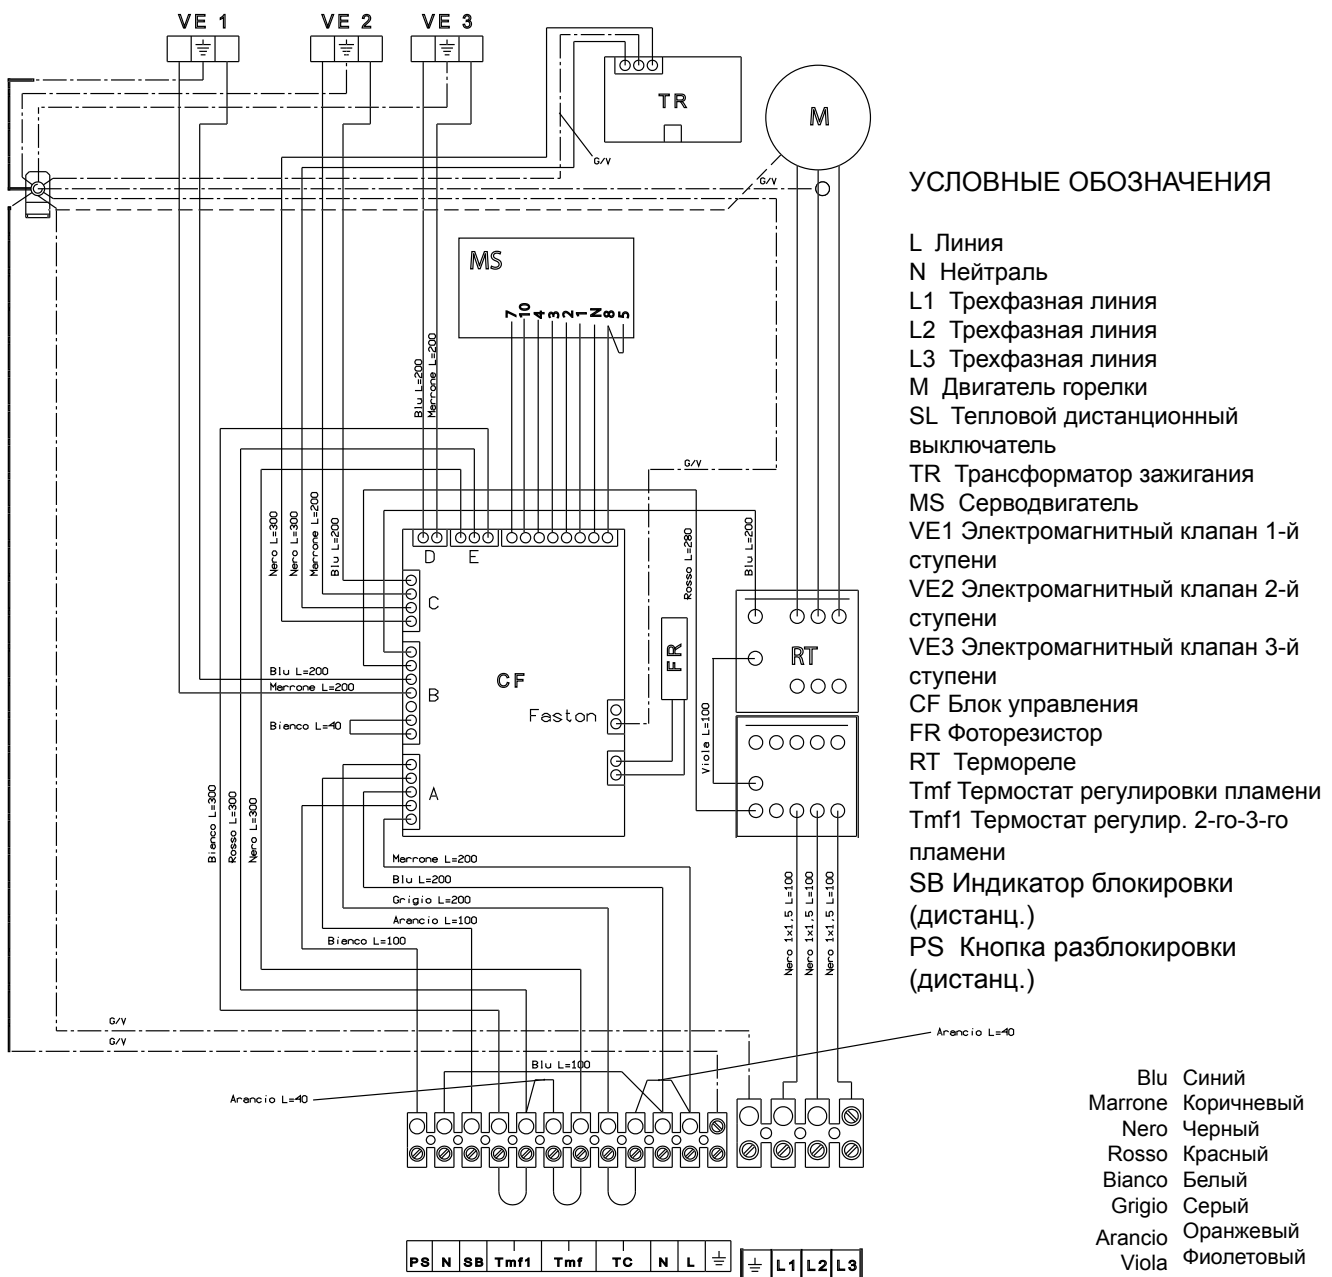 VE 1
VE 2
VE 3
TR
M
G/V
G/V
УСЛОВНЫЕ ОБОЗНАЧЕНИЯ
L Линия
N Нейтраль
L1 Трехфазная линия
L2 Трехфазная линия
L3 Трехфазная линия
M Двигатель горелки
SL Тепловой дистанционный
выключатель
TR Трансформатор зажигания
MS Серводвигатель
VE1 Электромагнитный клапан 1-й
ступени
VE2 Электромагнитный клапан 2-й
ступени
VE3 Электромагнитный клапан 3-й
ступени
CF Блок управления
FR Фоторезистор
RT Термореле
Tmf Термостат регулировки пламени
Tmf1 Термостат регулир. 2-го-3-го
пламени
SB Индикатор блокировки
(дистанц.)
PS Кнопка разблокировки
(дистанц.)
MS
7 10 4 3 2 1 N 8 5
Blu L=200
Marrone L=200
G/V
Nero L=300
Nero L=300
Marrone L=200
Blu L=200
D
E
C
B
A
CF
Faston
FR
Rosso L=280
Blu L=200
RT
Viola L=100
Blu L=200
Marrone L=200
Bianco L=40
Bianco L=300
Rosso L=300
Nero L=300
Marrone L=200
Blu L=200
Grigio L=200
Arancio L=100
Bianco L=100
Nero 1x1,5 L=100
Nero 1x1,5 L=100
Nero 1x1,5 L=100
G/V
G/V
Arancio L=40
Blu L=100
Arancio L=40
PS N SB Tmf1 Tmf TC N L
L1 L2 L3
Blu Синий
Marrone Коричневый
Nero Черный
Rosso Красный
Bianco Белый
Grigio Серый
Arancio Оранжевый
Viola Фиолетовый